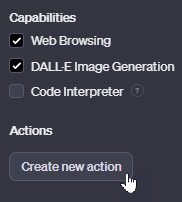 Capabilities
Web Browsing
DALL·E Image Generation
Code Interpreter ?
Actions
Create new action